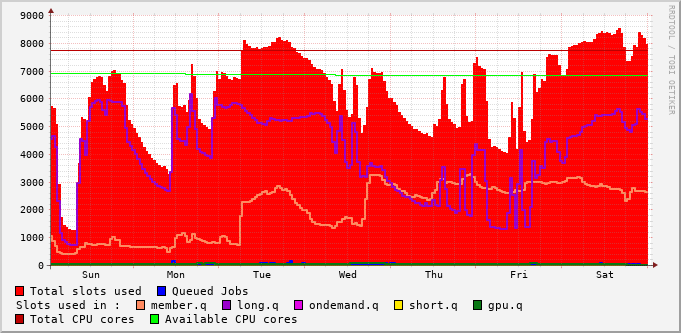 9000
8000
7000
6000
5000
4000
3000
2000
1000
0
Sun Mon Tue Wed Thu Fri Sat
RRDTOOL / TOBI OETIKER
Total slots used Queued Jobs
Slots used in : member.q long.q ondemand.q short.q gpu.q
Total CPU cores Available CPU cores